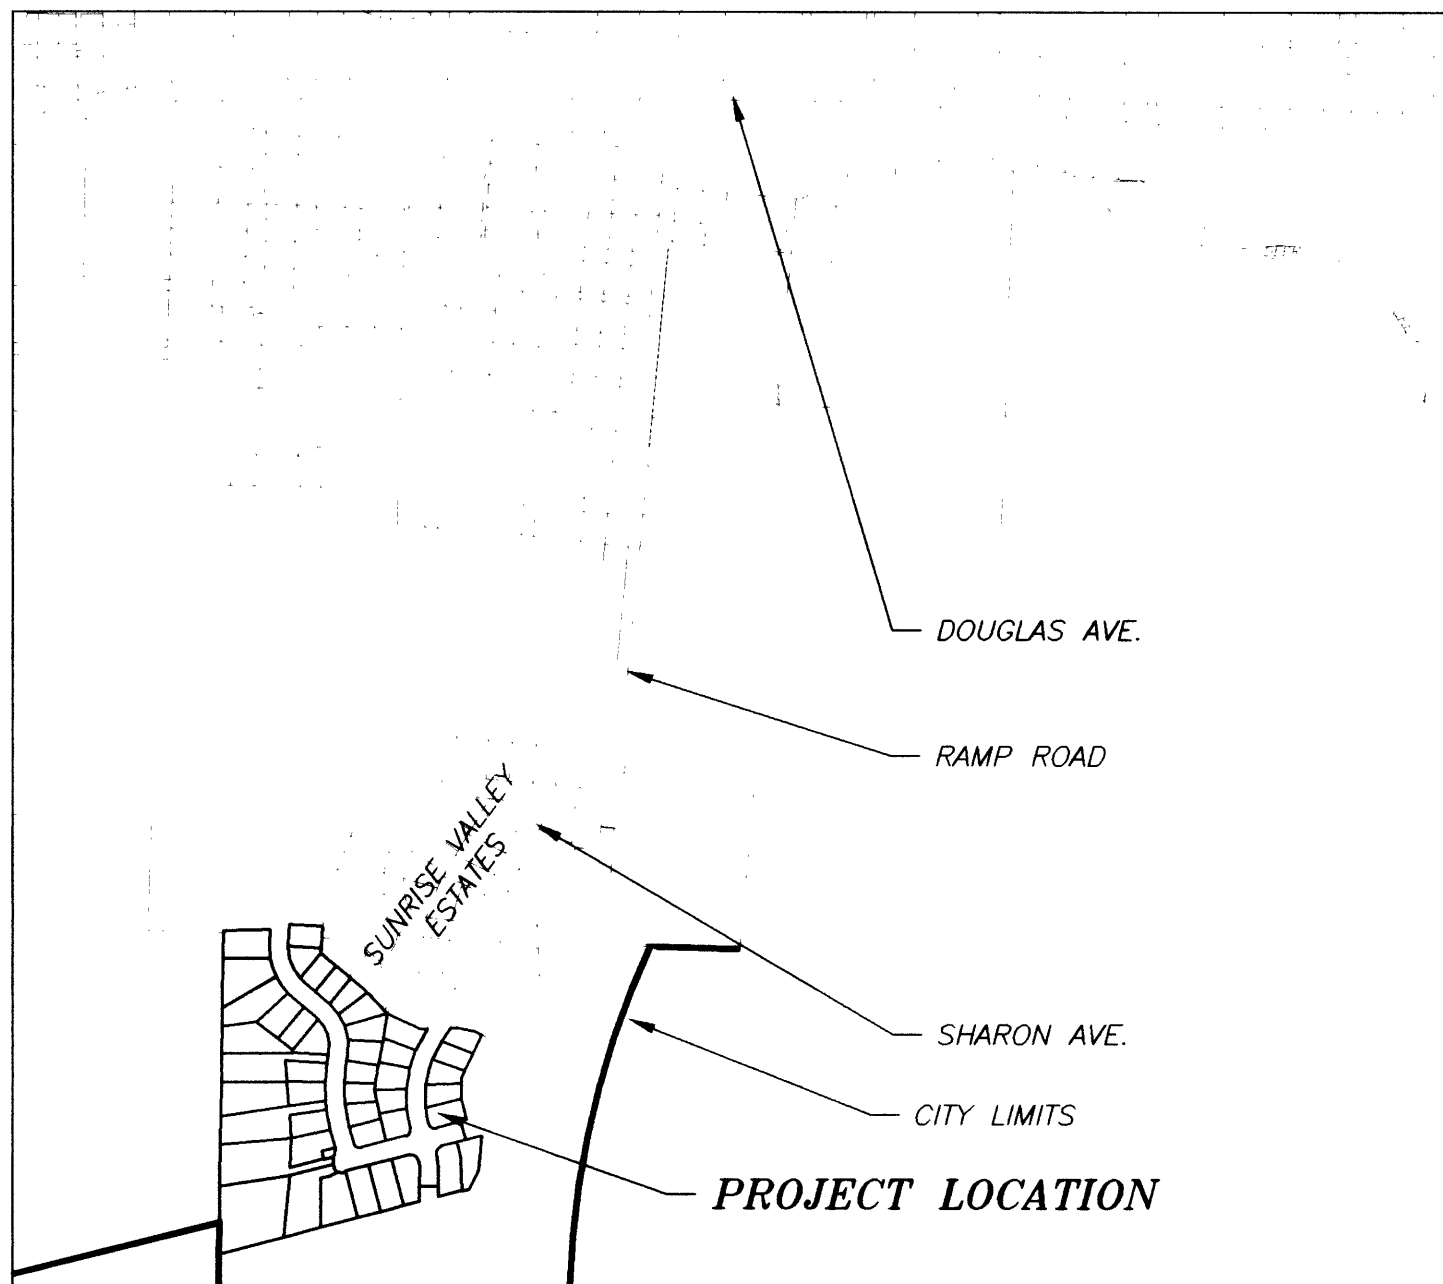 DOUGLAS AVE.
RAMP ROAD
SUNRISE VALLEY
ESTATES
SHARON AVE.
CITY LIMITS
PROJECT LOCATION